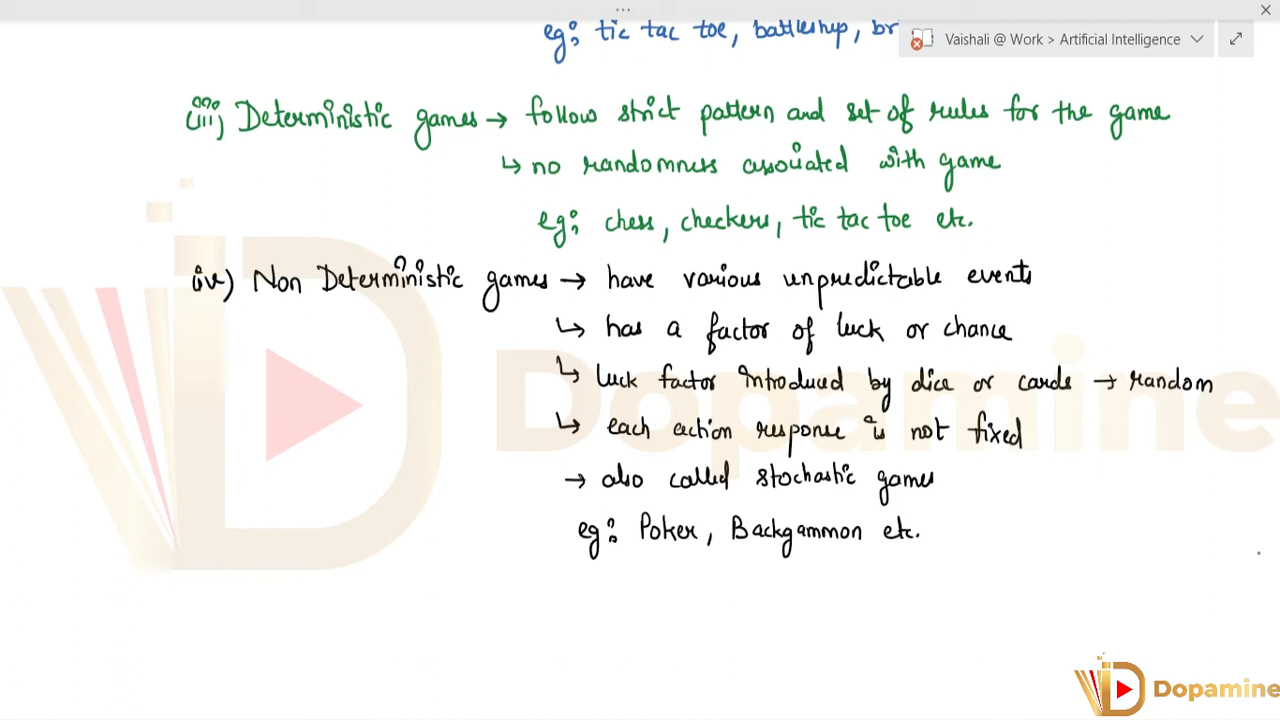 eg: tic tac toe, battleship, br
Vaishali @ Work > Artificial Intelligence
iii) Deterministic games → follow strict pattern and set of rules for the game
↳ no randomness associated with game
eg: chess, checkers, tic tac toe etc.
iv) Non Deterministic games → have various unpredictable events
↳ has a factor of luck or chance
↳ luck factor introduced by dice or cards → random
↳ each action response is not fixed
→ also called stochastic games
eg: Poker, Backgammon etc.
Dopamine
Dopamine